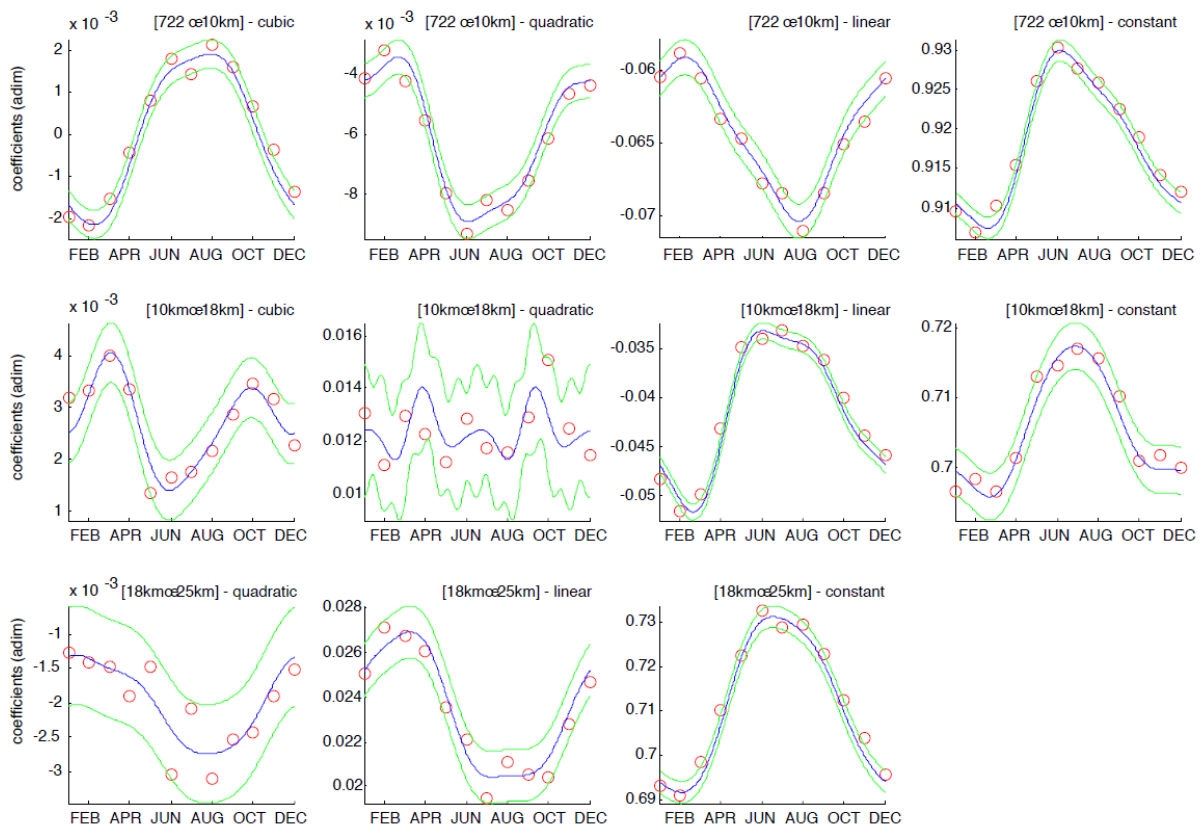 x 10 -3 [722 œ10km] - cubic
x 10 -3 [722 œ10km] - quadratic
[722 œ10km] - linear
[722 œ10km] - constant
coefficients (adim)
2
1
0
-1
-2
FEB APR JUN AUG OCT DEC
-4
-6
-8
FEB APR JUN AUG OCT DEC
-0.06
-0.065
-0.07
FEB APR JUN AUG OCT DEC
0.93
0.925
0.92
0.915
0.91
FEB APR JUN AUG OCT DEC
x 10 -3 [10kmœ18km] - cubic
[10kmœ18km] - quadratic
[10kmœ18km] - linear
[10kmœ18km] - constant
coefficients (adim)
4
3
2
1
FEB APR JUN AUG OCT DEC
0.016
0.014
0.012
0.01
FEB APR JUN AUG OCT DEC
-0.035
-0.04
-0.045
-0.05
FEB APR JUN AUG OCT DEC
0.72
0.71
0.7
FEB APR JUN AUG OCT DEC
x 10 -3 [18kmœ25km] - quadratic
[18kmœ25km] - linear
[18kmœ25km] - constant
coefficients (adim)
-1
-1.5
-2
-2.5
-3
FEB APR JUN AUG OCT DEC
0.028
0.026
0.024
0.022
0.02
FEB APR JUN AUG OCT DEC
0.73
0.72
0.71
0.7
0.69
FEB APR JUN AUG OCT DEC